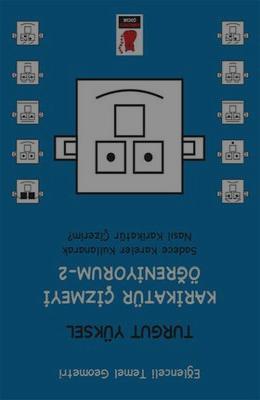 Eğlenceli Temel Geometri
TURGUT YÜKSEL
KARİKATÜR ÇİZMEYİ
ÖĞRENİYORUM-2
Sadece Kareler Kullanarak
Nasıl Karikatür Çizerim?